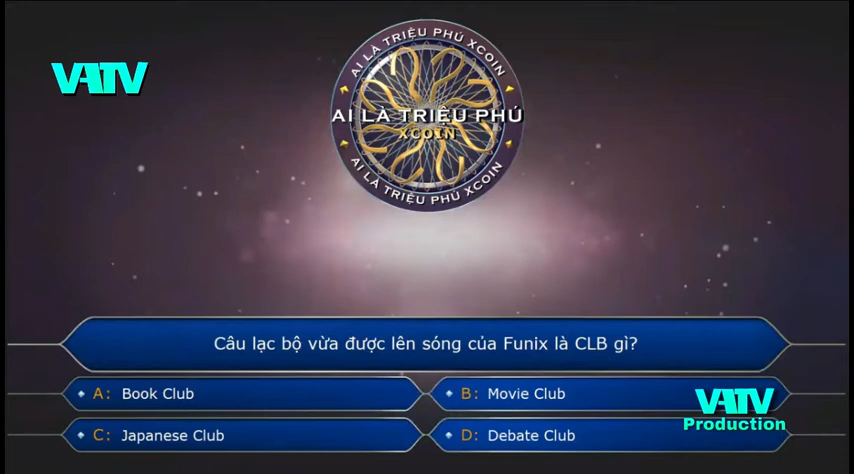 VATV
AI LÀ TRIỆU PHÚ XCOIN
AI LÀ TRIỆU PHÚ
XCOIN
AI LÀ TRIỆU PHÚ XCOIN
Câu lạc bộ vừa được lên sóng của Funix là CLB gì?
A: Book Club
B: Movie Club
C: Japanese Club
D: Debate Club
VATV
Production